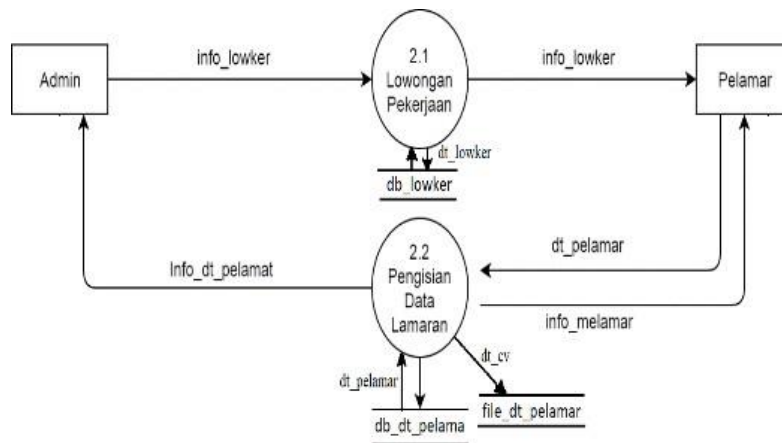 info_lowker
2.1
info_lowker
Admin
Lowongan
Pekerjaan
Pelamar
dt_lowker
db_lowker
dt_pelamar
2.2
Info_dt_pelamat
Pengisian
Data
Lamaran
info_melamar
dt_cv
dt_pelamar
file_dt_pelamar
db_dt_pelama